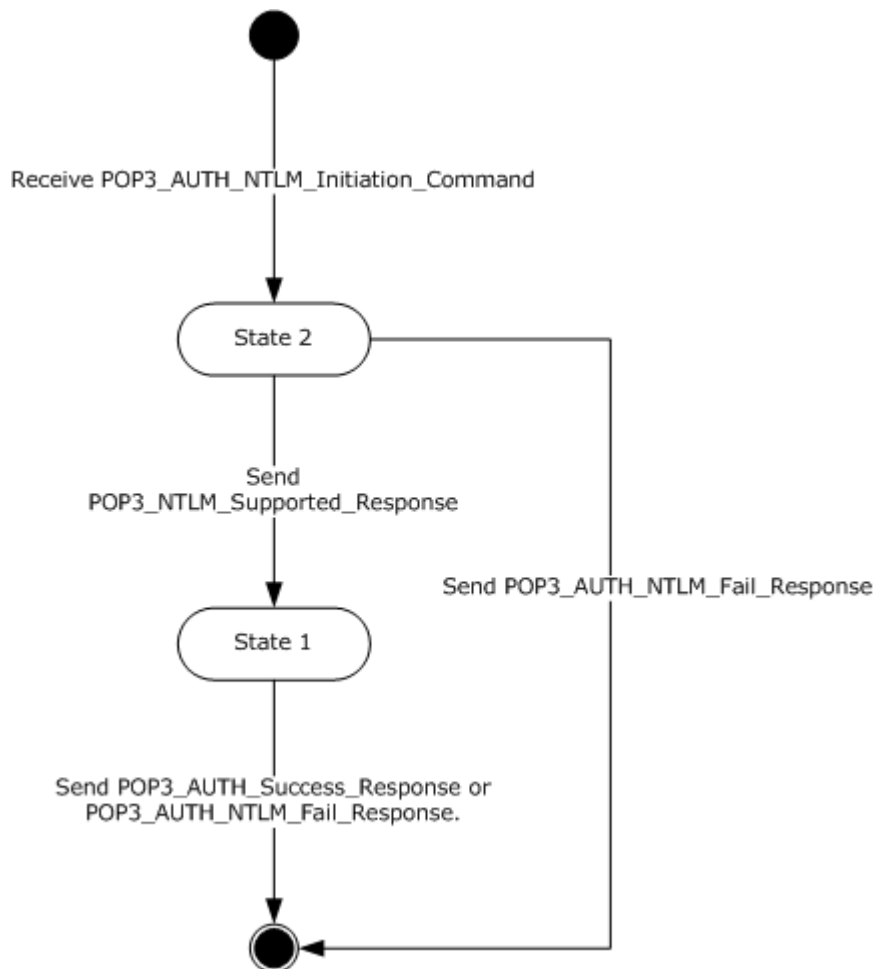 Receive POP3_AUTH_NTLM_Initiation_Command
State 2
Send
POP3_NTLM_Supported_Response
Send POP3_AUTH_NTLM_Fail_Response
State 1
Send POP3_AUTH_Success_Response or
POP3_AUTH_NTLM_Fail_Response.